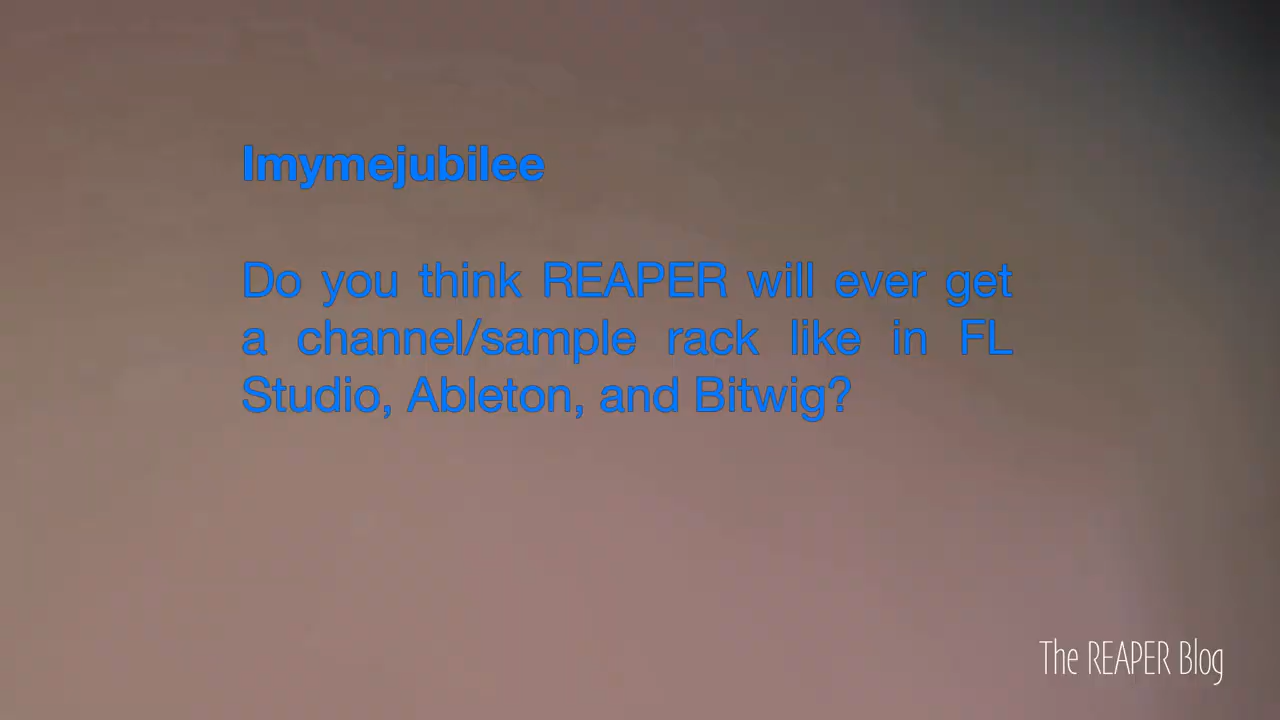 Imymejubilee
Do you think REAPER will ever get
a channel/sample rack like in FL
Studio, Ableton, and Bitwig?
The REAPER Blog